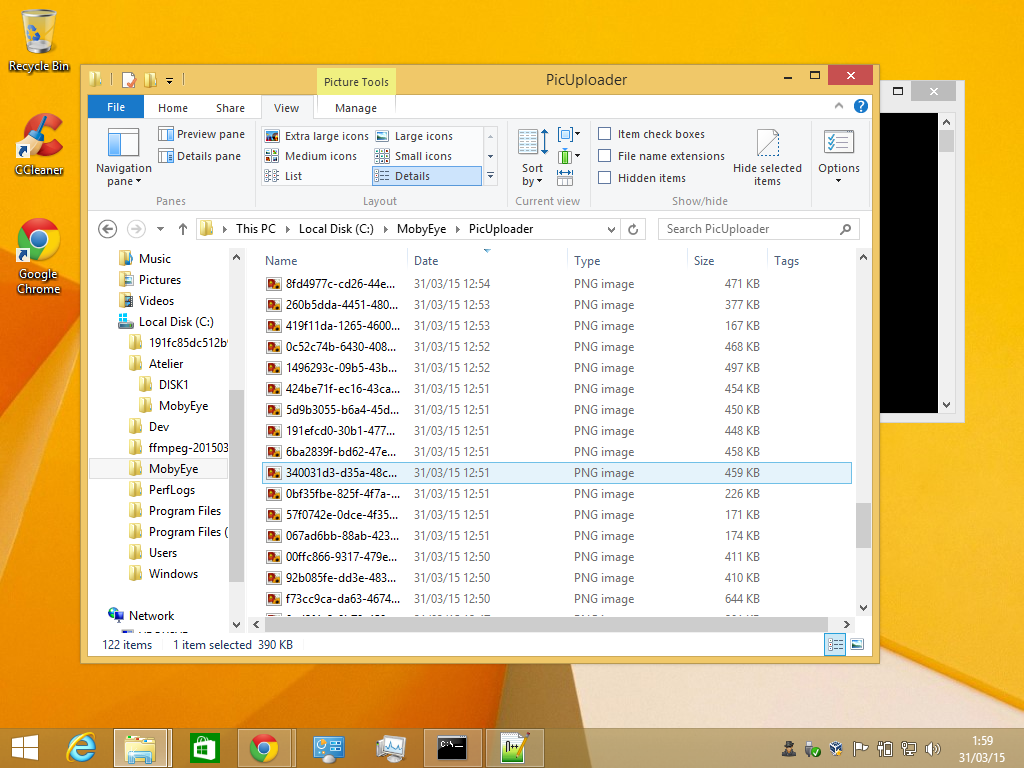 Recycle Bin
CCleaner
Google
Chrome
Picture Tools
PicUploader
File
Home
Share
View
Manage
Navigation
pane
Preview pane
Details pane
Panes
Extra large icons
Large icons
Medium icons
Small icons
List
Details
Layout
Sort
by
Current view
Item check boxes
File name extensions
Hidden items
Hide selected
items
Show/hide
Options
This PC
Local Disk (C:)
MobyEye
PicUploader
Search PicUploader
Music
Pictures
Videos
Local Disk (C:)
191fc85dc512b
Atelier
DISK1
MobyEye
Dev
ffmpeg-201503
MobyEye
PerfLogs
Program Files
Program Files (
Users
Windows
Network
Name Date Type Size Tags
8fd4977c-cd26-44e... 31/03/15 12:54 PNG image 471 KB
260b5dda-4451-480... 31/03/15 12:53 PNG image 377 KB
419f11da-1265-4600... 31/03/15 12:53 PNG image 167 KB
0c52c74b-6430-408... 31/03/15 12:52 PNG image 468 KB
1496293c-09b5-43b... 31/03/15 12:52 PNG image 497 KB
424be71f-ec16-43ca... 31/03/15 12:51 PNG image 454 KB
5d9b3055-b6a4-45d... 31/03/15 12:51 PNG image 450 KB
191efcd0-30b1-477... 31/03/15 12:51 PNG image 448 KB
6ba2839f-bd62-47e... 31/03/15 12:51 PNG image 458 KB
340031d3-d35a-48c... 31/03/15 12:51 PNG image 459 KB
0bf35fbe-825f-4f7a-... 31/03/15 12:51 PNG image 226 KB
57f0742e-0dce-4f35... 31/03/15 12:51 PNG image 171 KB
067ad6bb-88ab-423... 31/03/15 12:51 PNG image 174 KB
00ffc866-9317-479e... 31/03/15 12:50 PNG image 411 KB
92b085fe-dd3e-483... 31/03/15 12:50 PNG image 410 KB
f73cc9ca-da63-4674... 31/03/15 12:50 PNG image 644 KB
122 items
1 item selected 390 KB
1:59
31/03/15